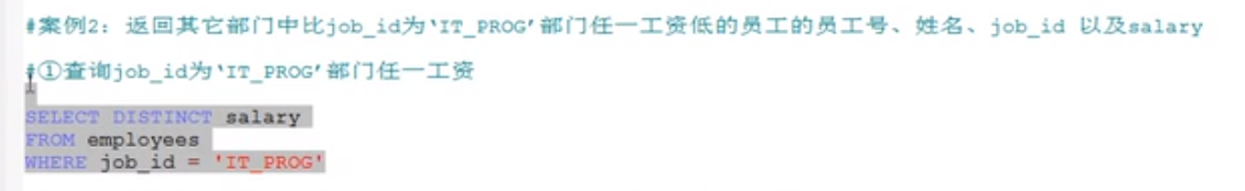 #案例2：返回其它部门中比job_id为‘IT_PROG’部门任一工资低的员工的员工号、姓名、job_id 以及salary
#①查询job_id为‘IT_PROG’部门任一工资
SELECT DISTINCT salary
FROM employees
WHERE job_id = 'IT_PROG'